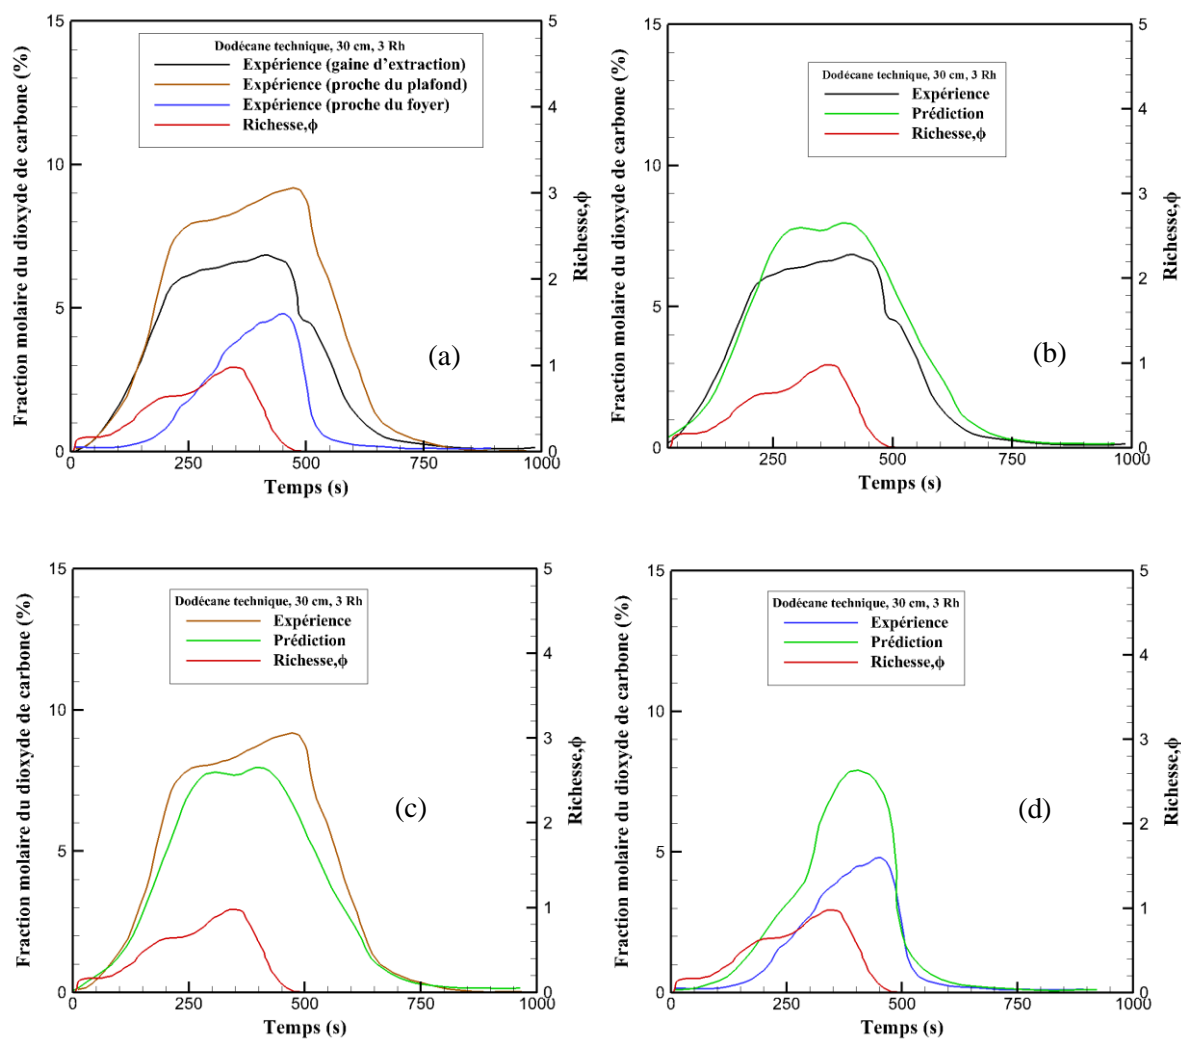 15
10
5
0
Fraction molaire du dioxyde de carbone (%)
Dodécane technique, 30 cm, 3 Rh
Expérience (gaine d'extraction)
Expérience (proche du plafond)
Expérience (proche du foyer)
Richesse,ϕ
(a)
5
4
3
2
1
0
Richesse,ϕ
0 250 500 750 1000
Temps (s)
15
10
5
0
Fraction molaire du dioxyde de carbone (%)
Dodécane technique, 30 cm, 3 Rh
Expérience
Prédiction
Richesse,ϕ
(b)
5
4
3
2
1
0
Richesse,ϕ
250 500 750 1000
Temps (s)
15
10
5
0
Fraction molaire du dioxyde de carbone (%)
Dodécane technique, 30 cm, 3 Rh
Expérience
Prédiction
Richesse,ϕ
(c)
5
4
3
2
1
0
Richesse,ϕ
0 250 500 750 1000
Temps (s)
15
10
5
0
Fraction molaire du dioxyde de carbone (%)
Dodécane technique, 30 cm, 3 Rh
Expérience
Prédiction
Richesse,ϕ
(d)
5
4
3
2
1
0
Richesse,ϕ
0 250 500 750 1000
Temps (s)